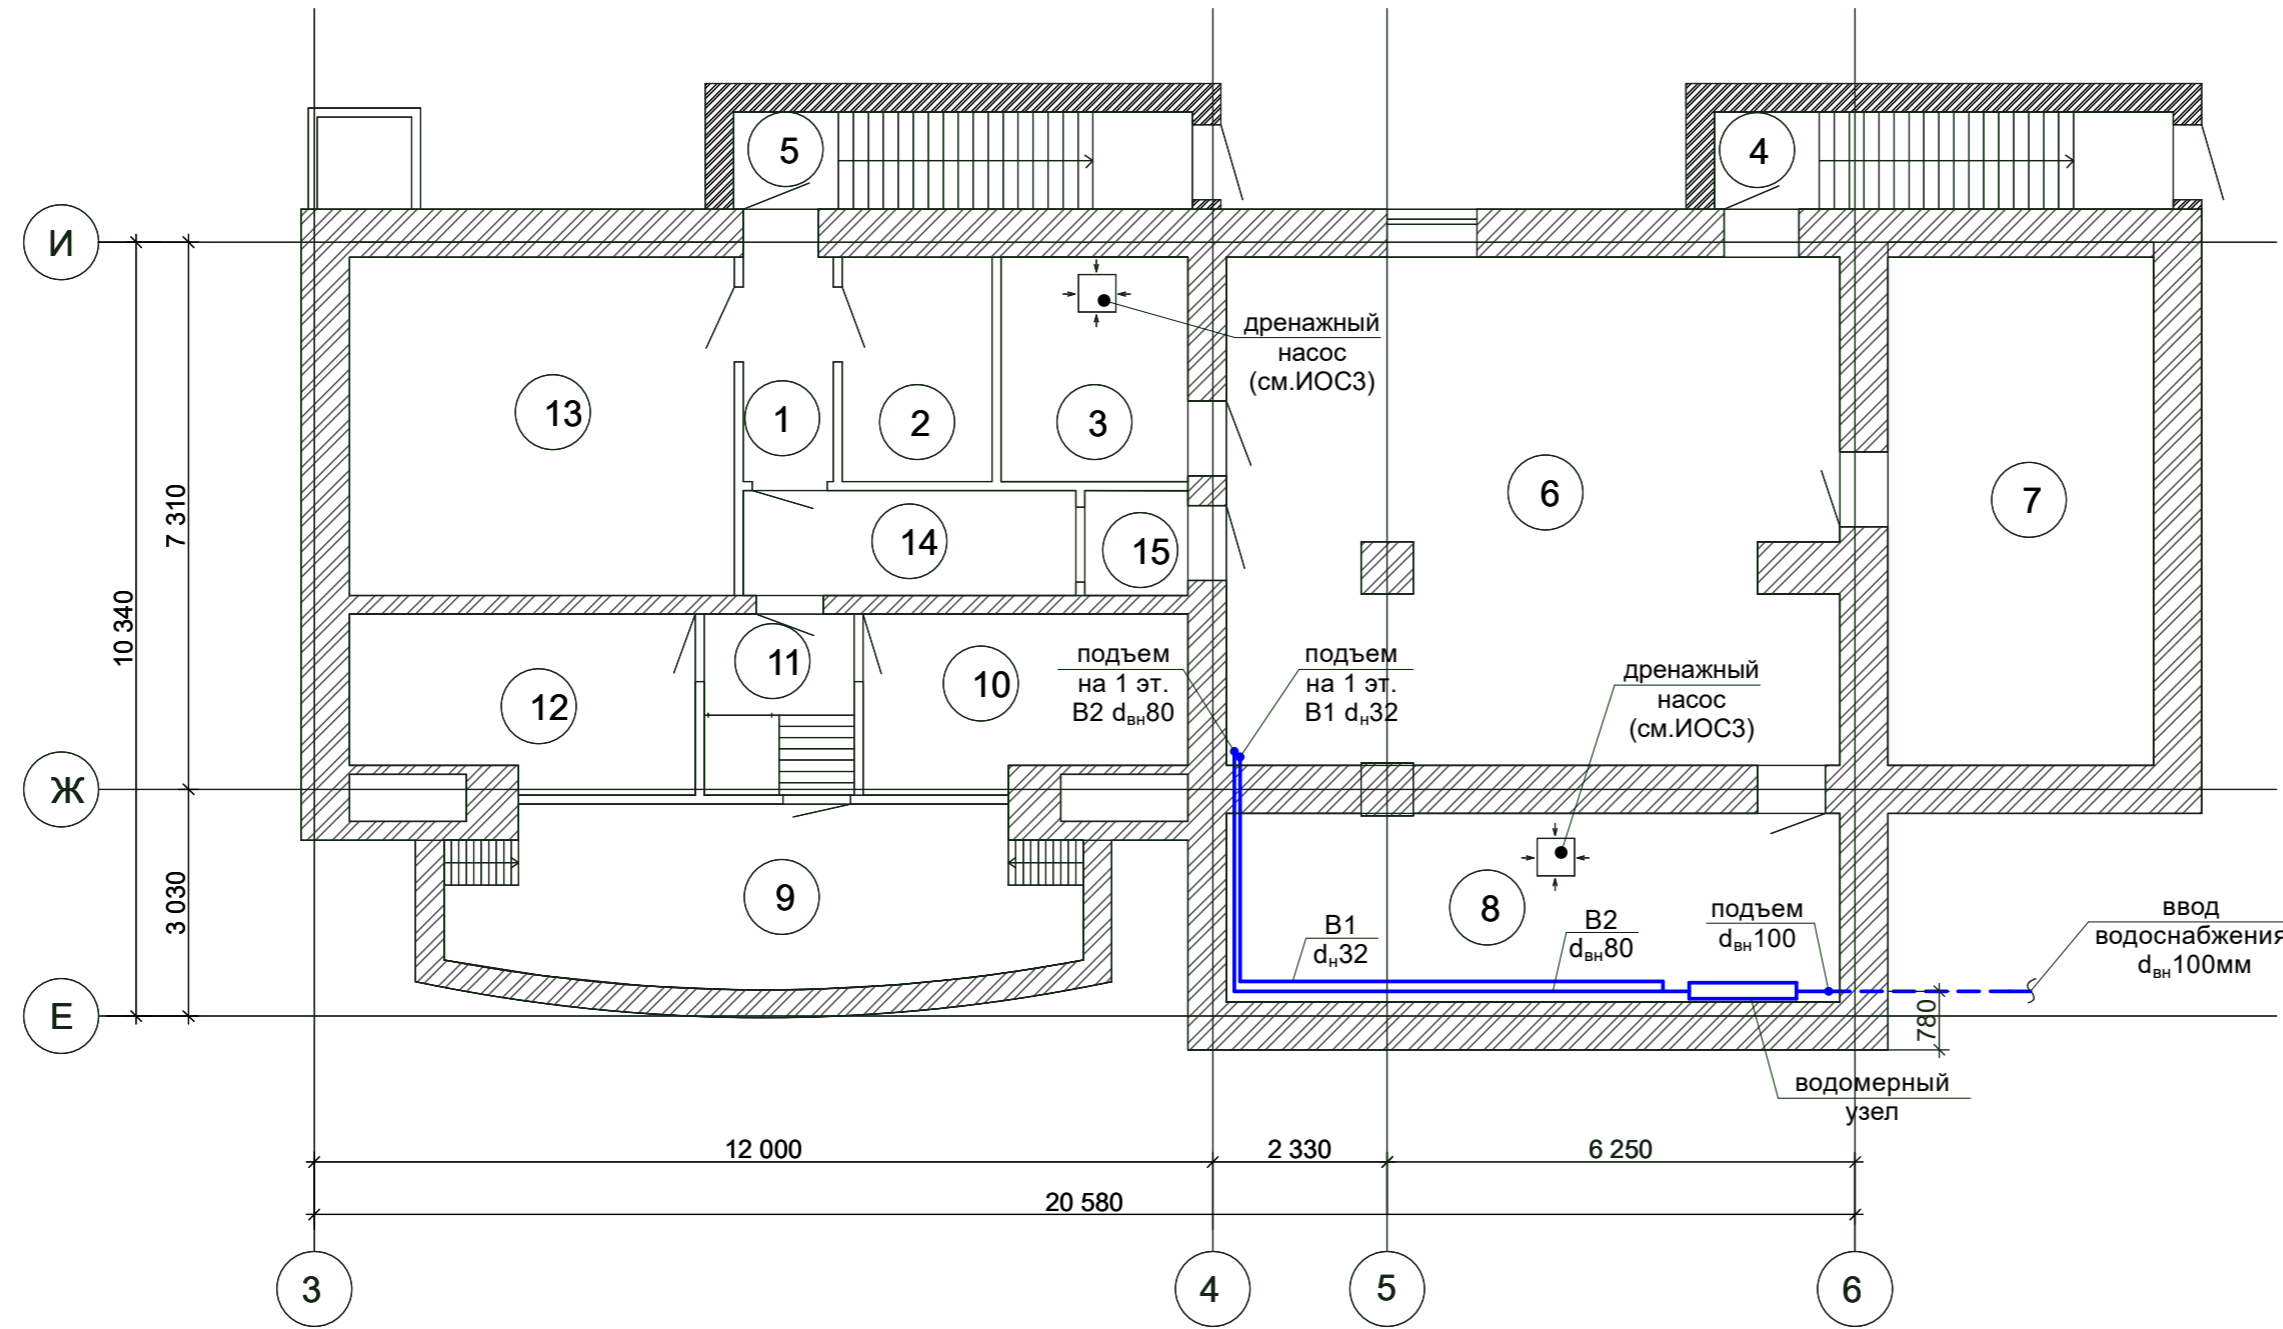 5
4
И
дренажный
насос
(см.ИОС3)
13
1
2
3
6
7
7 310
14
15
10 340
подъем
на 1 эт.
В2 dвн80
подъем
на 1 эт.
В1 dн32
дренажный
насос
(см.ИОС3)
11
10
12
Ж
3 030
9
8
В1
dн32
В2
dвн80
подъем
dвн100
ввод
водоснабжения
dвн100мм
Е
780
водомерный
узел
12 000
2 330
6 250
20 580
3
4
5
6